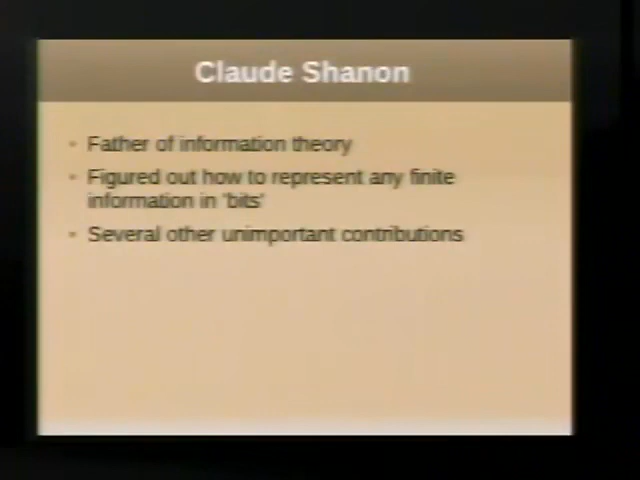 Claude Shanon
Father of information theory
Figured out how to represent any finite
information in 'bits'
Several other unimportant contributions